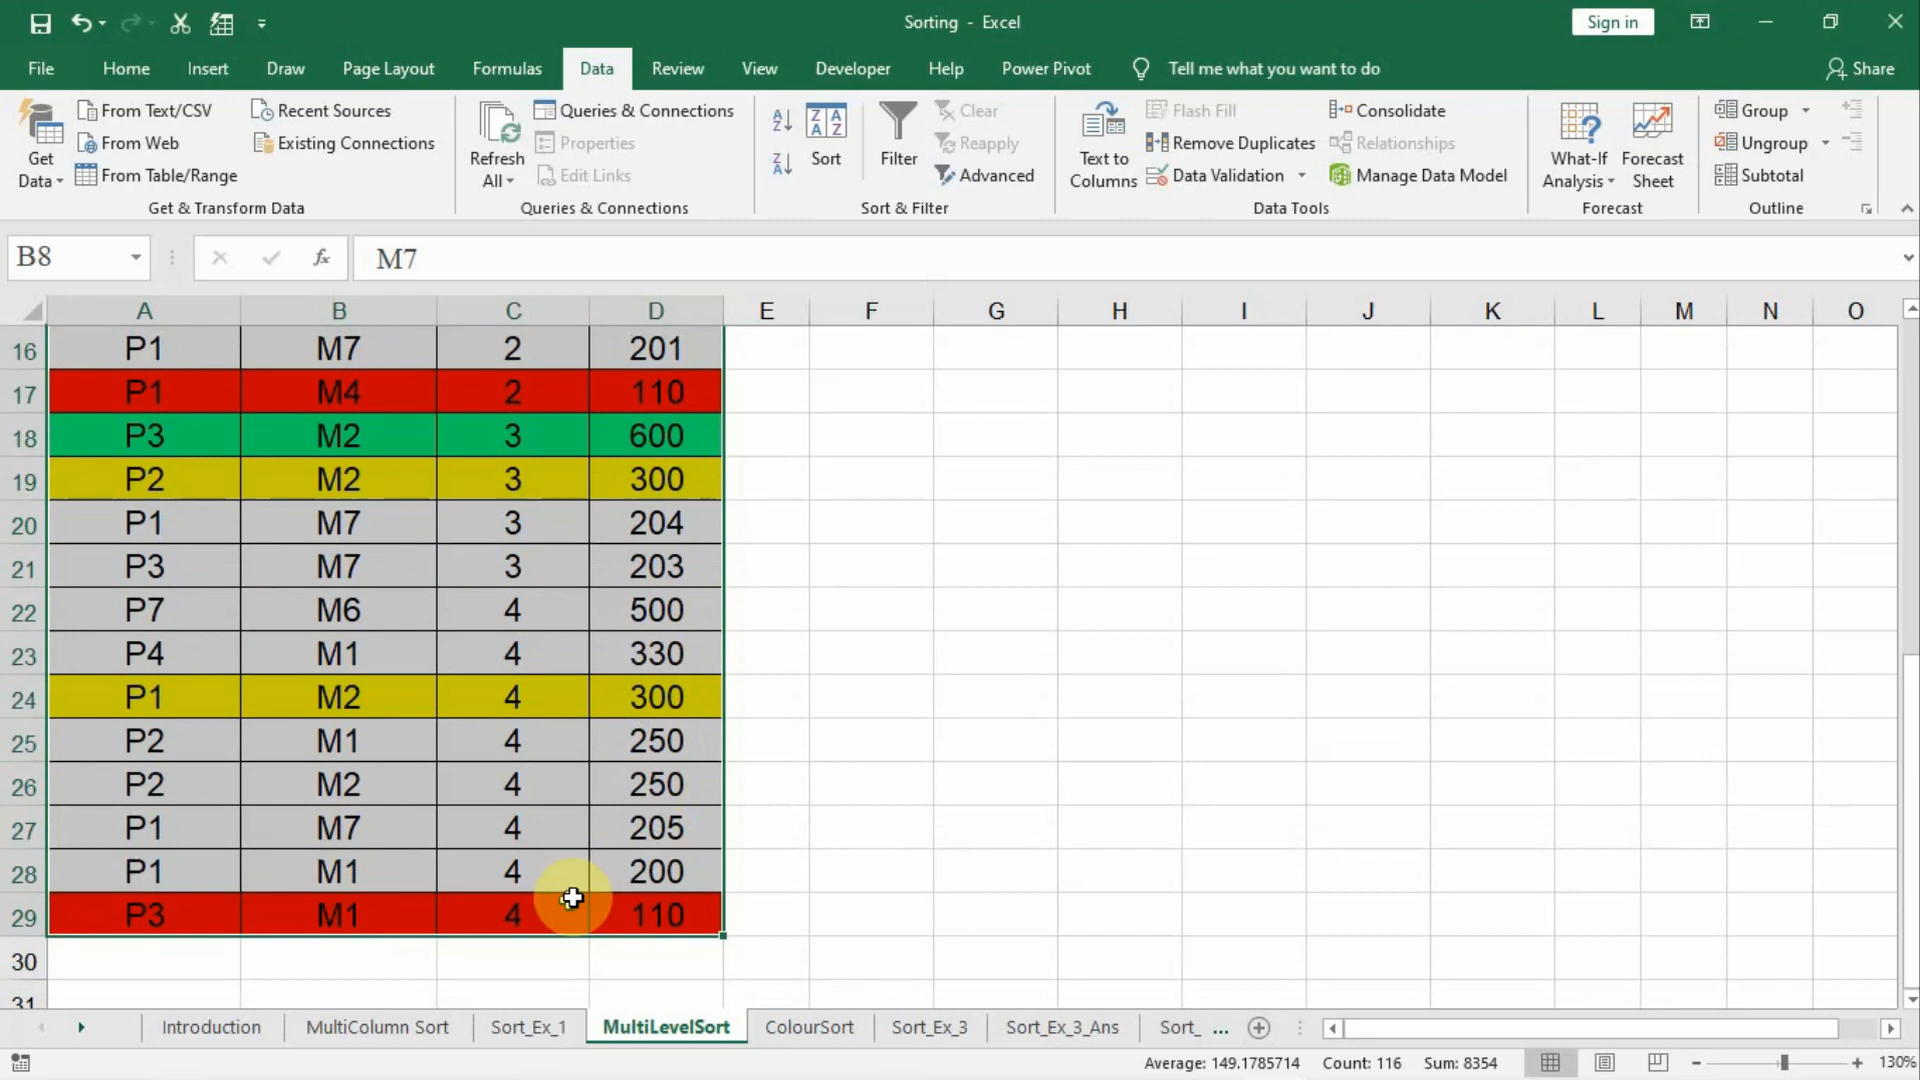 Sorting - Excel
Sign in
File Home Insert Draw Page Layout Formulas Data Review View Developer Help Power Pivot Tell me what you want to do Share
Get Data
From Text/CSV
From Web
From Table/Range
Recent Sources
Existing Connections
Get & Transform Data
Refresh All
Queries & Connections
Properties
Edit Links
Queries & Connections
Sort
Filter
Clear
Reapply
Advanced
Sort & Filter
Text to Columns
Flash Fill
Remove Duplicates
Data Validation
Consolidate
Relationships
Manage Data Model
Data Tools
What-If Analysis
Forecast Sheet
Forecast
Group
Ungroup
Subtotal
Outline
B8 fx M7
A B C D E F G H I J K L M N O
16 P1 M7 2 201
17 P1 M4 2 110
18 P3 M2 3 600
19 P2 M2 3 300
20 P1 M7 3 204
21 P3 M7 3 203
22 P7 M6 4 500
23 P4 M1 4 330
24 P1 M2 4 300
25 P2 M1 4 250
26 P2 M2 4 250
27 P1 M7 4 205
28 P1 M1 4 200
29 P3 M1 4 110
30
31
Introduction MultiColumn Sort Sort_Ex_1 MultiLevelSort ColourSort Sort_Ex_3 Sort_Ex_3_Ans Sort_ ...
Average: 149.1785714 Count: 116 Sum: 8354 130%